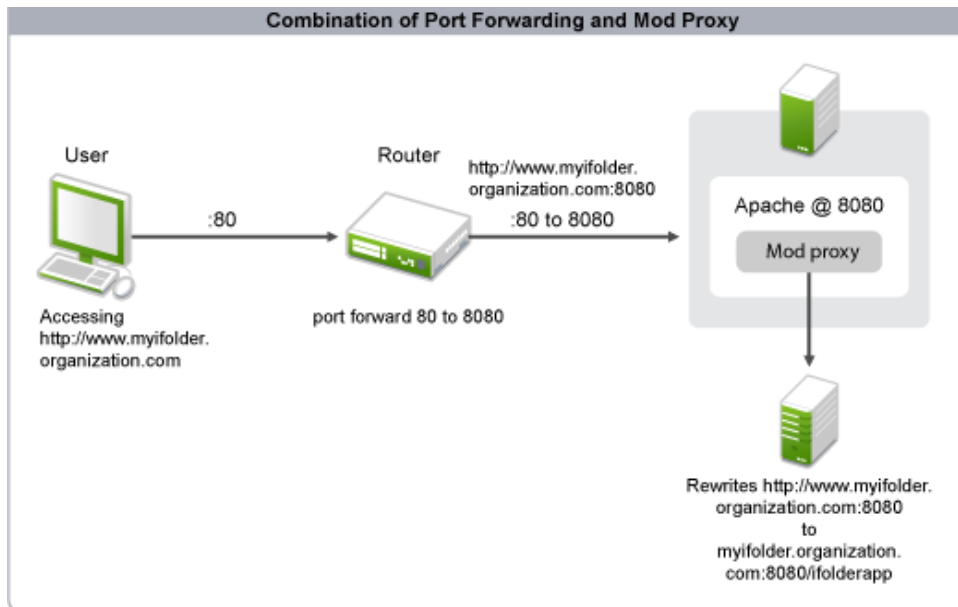 Combination of Port Forwarding and Mod Proxy
User
Accessing
http://www.myifolder.
organization.com
:80
Router
port forward 80 to 8080
http://www.myifolder.
organization.com:8080
:80 to 8080
Apache @ 8080
Mod proxy
Rewrites http://www.myifolder.
organization.com:8080
to
myifolder.organization.
com:8080/ifolderapp